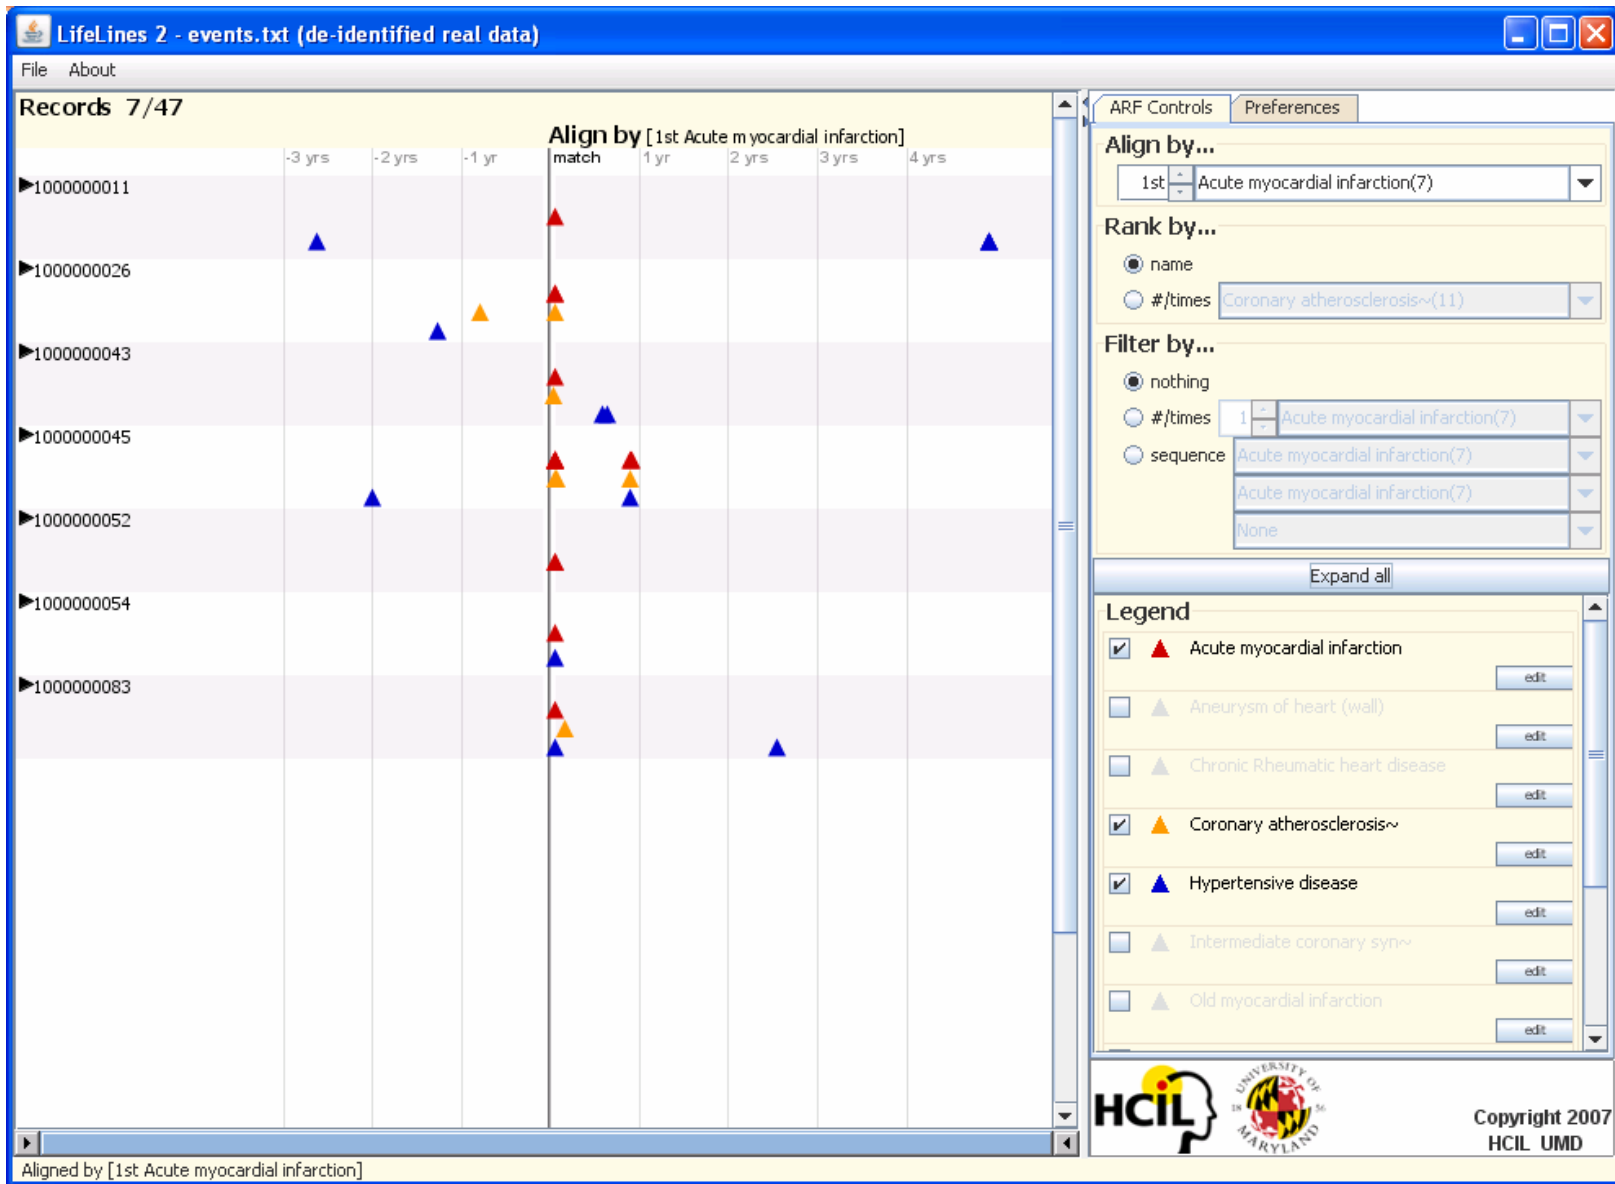 LifeLines 2 - events.txt (de-identified real data)
File About
Records 7/47
Align by [1st Acute myocardial infarction]
-3 yrs -2 yrs -1 yr match 1 yr 2 yrs 3 yrs 4 yrs
1000000011
1000000026
1000000043
1000000045
1000000052
1000000054
1000000083
Aligned by [1st Acute myocardial infarction]
ARF Controls Preferences
Align by...
1st Acute myocardial infarction(7)
Rank by...
name
#/times Coronary atherosclerosis~(11)
Filter by...
nothing
#/times 1 Acute myocardial infarction(7)
sequence Acute myocardial infarction(7)
Acute myocardial infarction(7)
None
Expand all
Legend
Acute myocardial infarction
edit
Aneurysm of heart (wall)
edit
Chronic Rheumatic heart disease
edit
Coronary atherosclerosis~
edit
Hypertensive disease
edit
Intermediate coronary syn~
edit
Old myocardial infarction
edit
HCIL
UNIVERSITY OF
18 56
MARYLAND
Copyright 2007
HCIL UMD